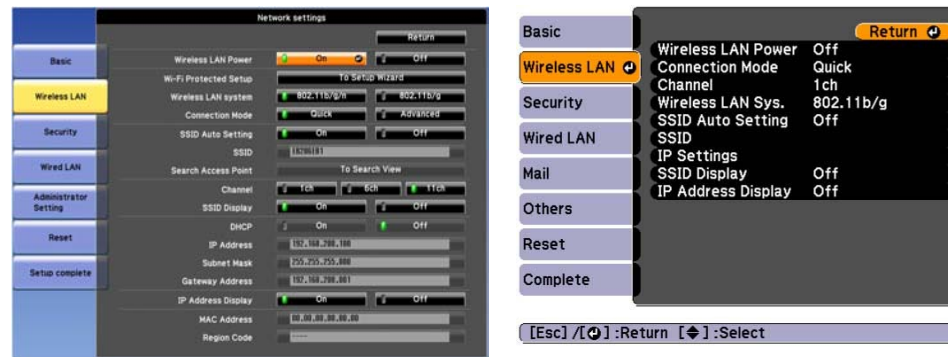 Network settings
Return
Basic
Wireless LAN
Security
Wired LAN
Administrator
Setting
Reset
Setup complete
Wireless LAN Power On Off
Wi-Fi Protected Setup To Setup Wizard
Wireless LAN system 802.11b/g/n 802.11b/g
Connection Mode Quick Advanced
SSID Auto Setting On Off
SSID
Search Access Point To Search View
Channel 1ch 6ch 11ch
SSID Display On Off
DHCP On Off
IP Address
Subnet Mask
Gateway Address
IP Address Display On Off
MAC Address
Region Code ----
Basic
Wireless LAN
Security
Wired LAN
Mail
Others
Reset
Complete
Return
Wireless LAN Power Off
Connection Mode Quick
Channel 1ch
Wireless LAN Sys. 802.11b/g
SSID Auto Setting Off
SSID
IP Settings
SSID Display Off
IP Address Display Off
[Esc] /[ ] :Return [ ] :Select